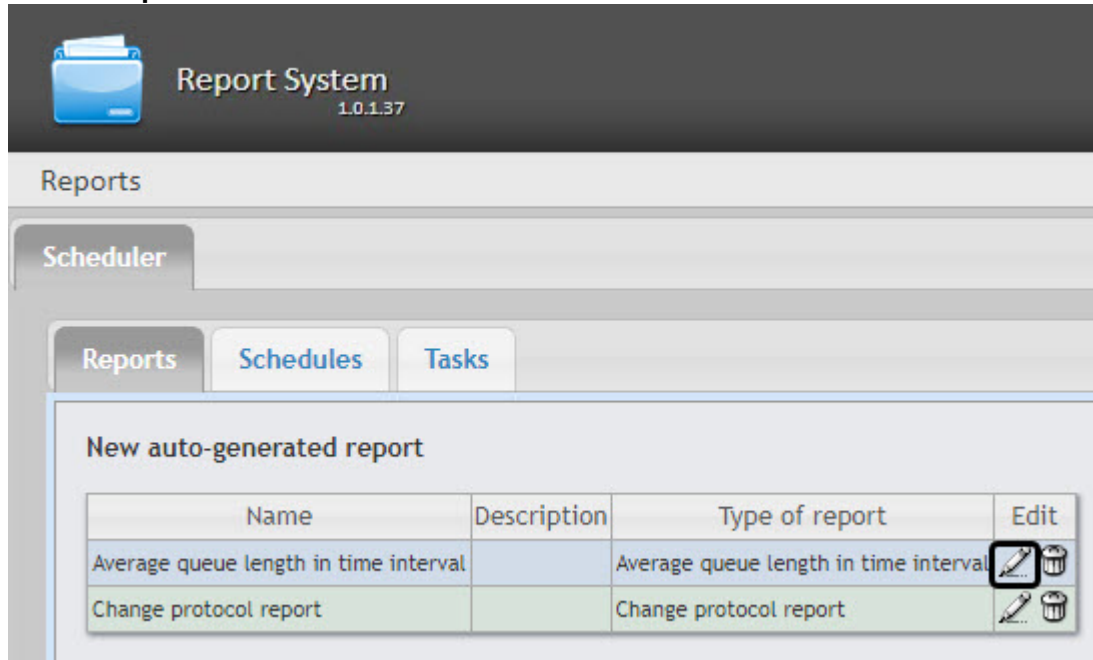 Report System
1.0.1.37
Reports
Scheduler
Reports Schedules Tasks
New auto-generated report
Name Description Type of report Edit
Average queue length in time interval Average queue length in time interval
Change protocol report Change protocol report